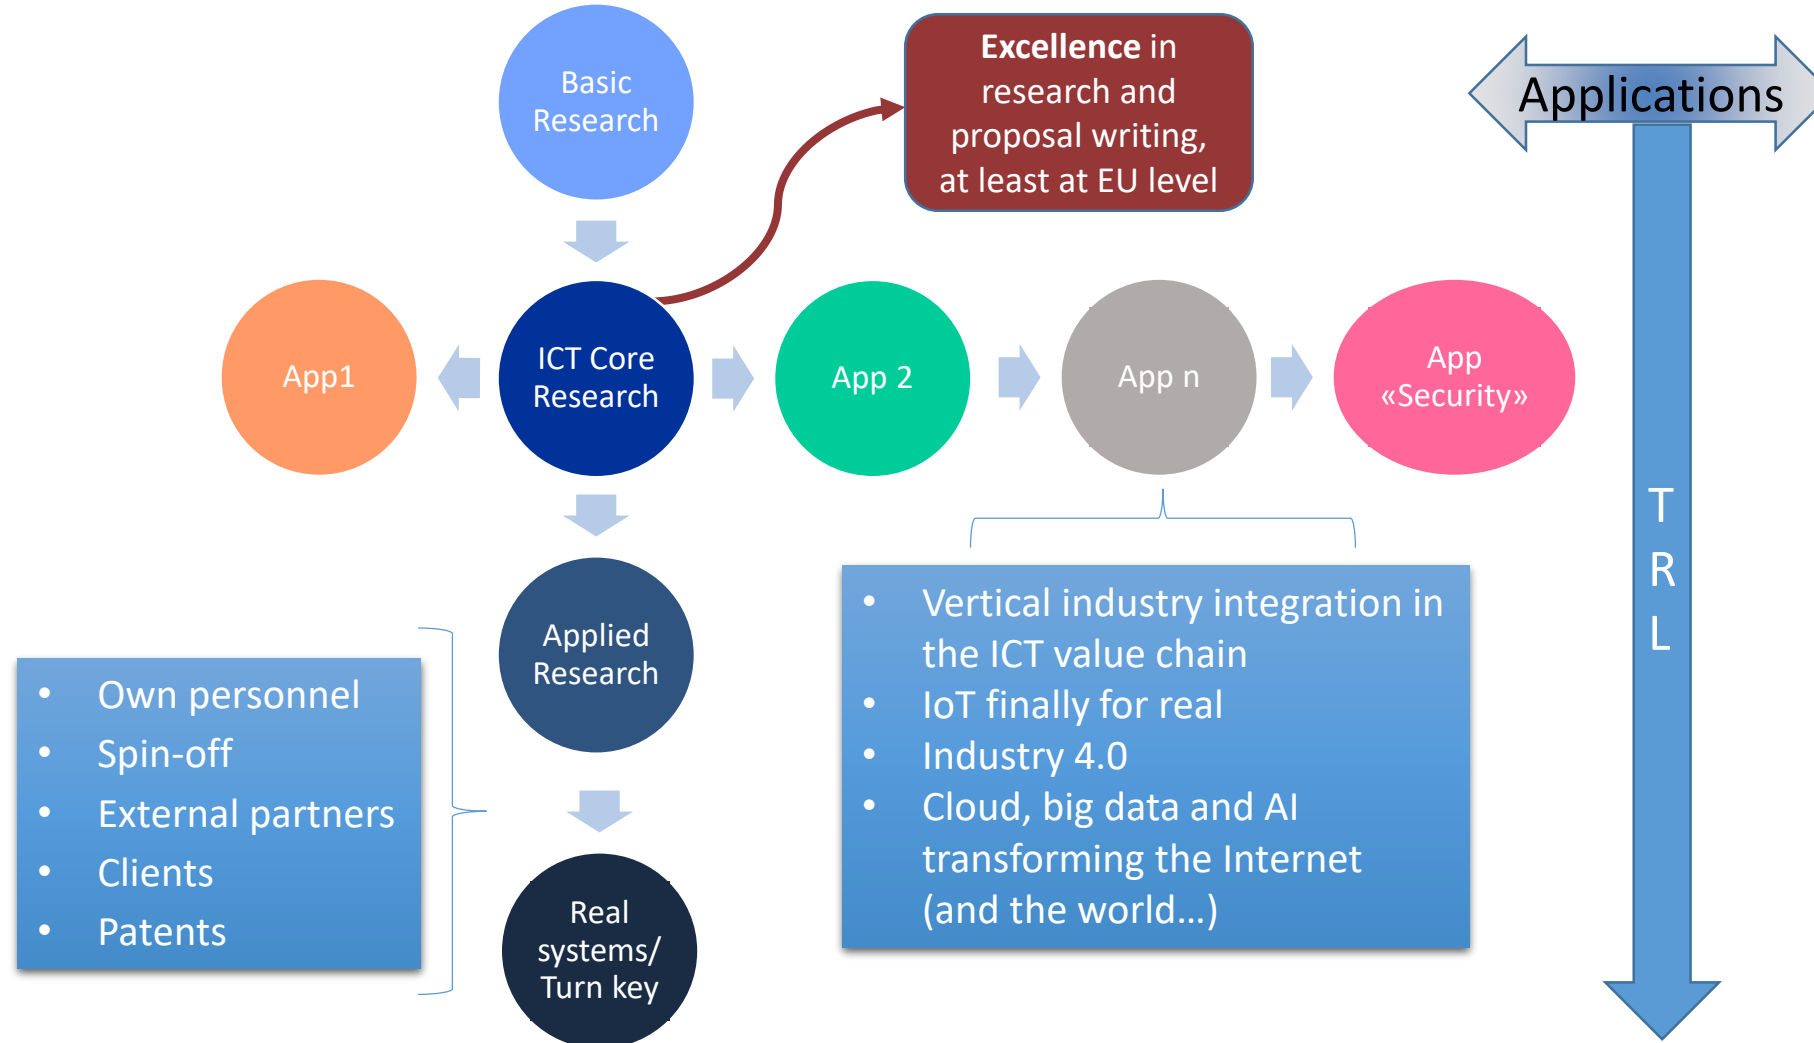 Basic
Research
Excellence in
research and
proposal writing,
at least at EU level
Applications
App1
ICT Core
Research
App 2
App n
App
«Security»
T
R
L
Applied
Research
• Own personnel
• Spin-off
• External partners
• Clients
• Patents
• Vertical industry integration in
the ICT value chain
• IoT finally for real
• Industry 4.0
• Cloud, big data and AI
transforming the Internet
(and the world...)
Real
systems/
Turn key